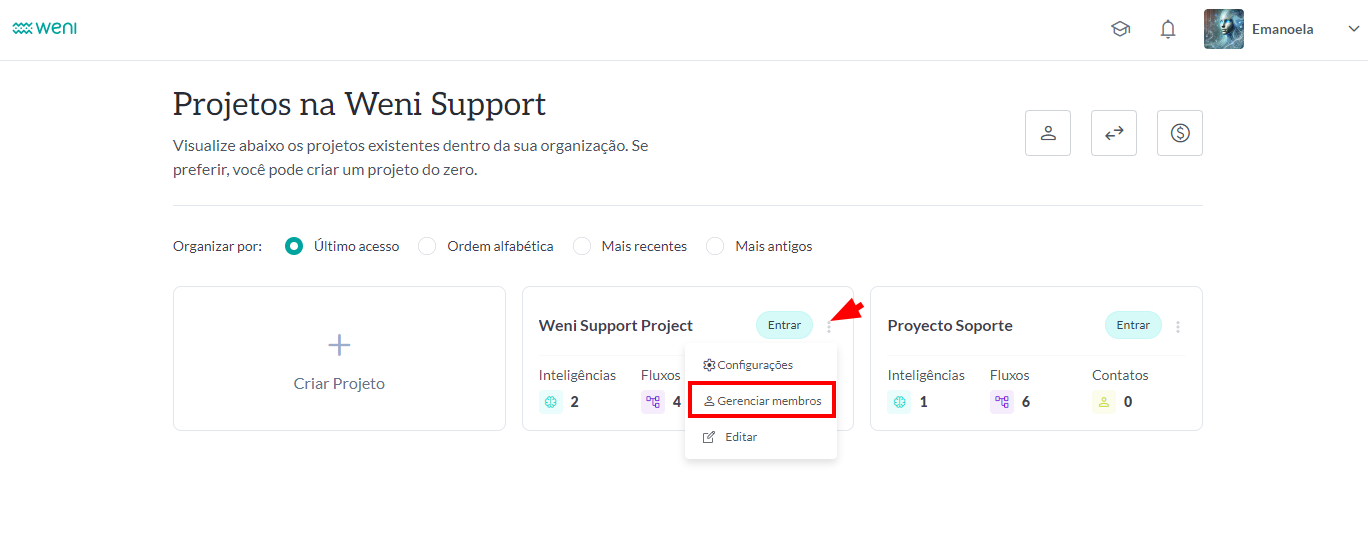 weni
Emanoela
Projetos na Weni Support
Visualize abaixo os projetos existentes dentro da sua organização. Se
preferir, você pode criar um projeto do zero.
Organizar por: Último acesso Ordem alfabética Mais recentes Mais antigos
Criar Projeto
Weni Support Project Entrar
Inteligências Fluxos
2 4
Configurações
Gerenciar membros
Editar
Proyecto Soporte Entrar
Inteligências Fluxos Contatos
1 6 0